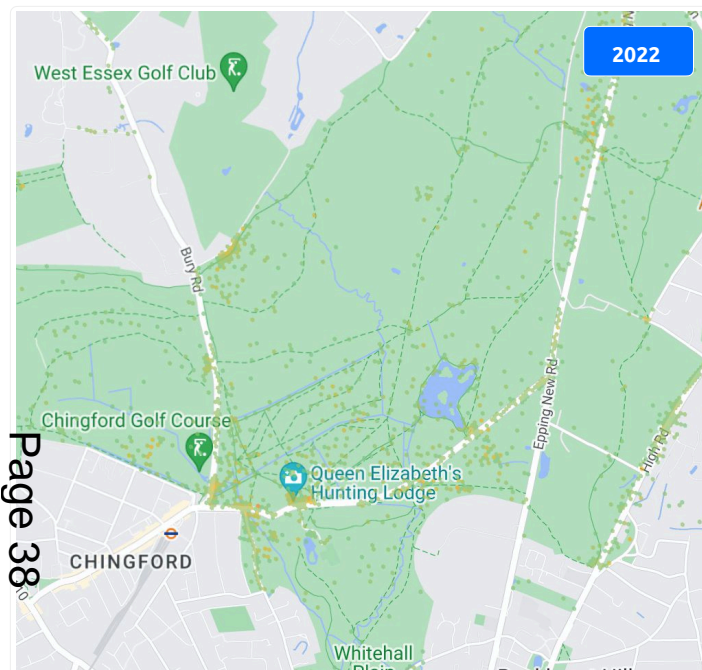 2022
West Essex Golf Club
Bury Rd
Epping New Rd
High Rd
Chingford Golf Course
Queen Elizabeth's
Hunting Lodge
CHINGFORD
Page 38
Whitehall
Plain